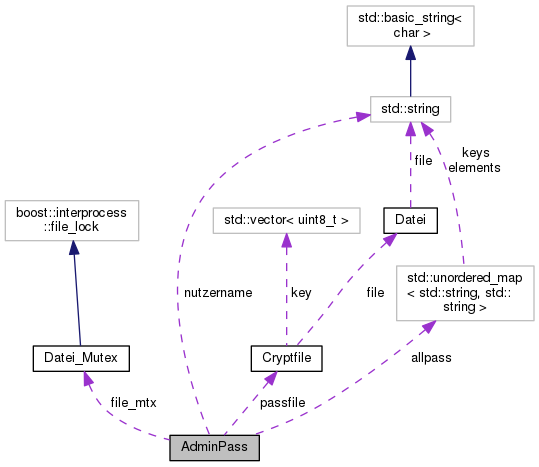 std::basic_string<
char >
std::string
keys
elements
file
boost::interprocess
::file_lock
std::vector< uint8_t >
Datei
nutzername
key
file
std::unordered_map
< std::string, std::
string >
Datei_Mutex
Cryptfile
allpass
file_mtx
passfile
AdminPass